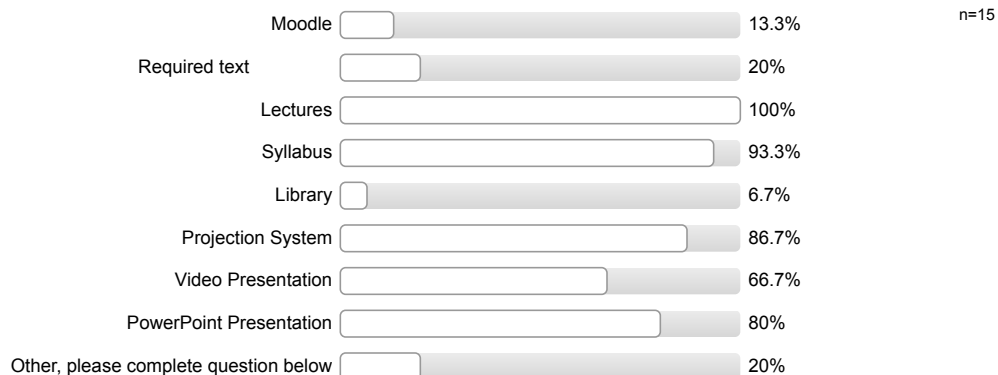 Moodle 13.3% n=15
Required text 20%
Lectures 100%
Syllabus 93.3%
Library 6.7%
Projection System 86.7%
Video Presentation 66.7%
PowerPoint Presentation 80%
Other, please complete question below 20%